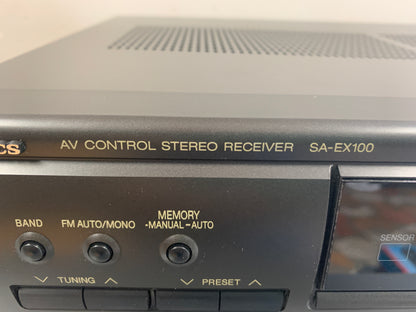 CS AV CONTROL STEREO RECEIVER SA-EX100
MEMORY
BAND FM AUTO/MONO -MANUAL -AUTO
SENSOR
TUNING PRESET